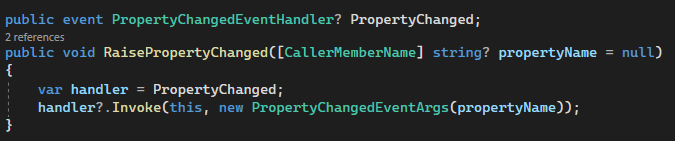 public event PropertyChangedEventHandler? PropertyChanged;
2 references
public void RaisePropertyChanged([CallerMemberName] string? propertyName = null)
{
var handler = PropertyChanged;
handler?.Invoke(this, new PropertyChangedEventArgs(propertyName));
}